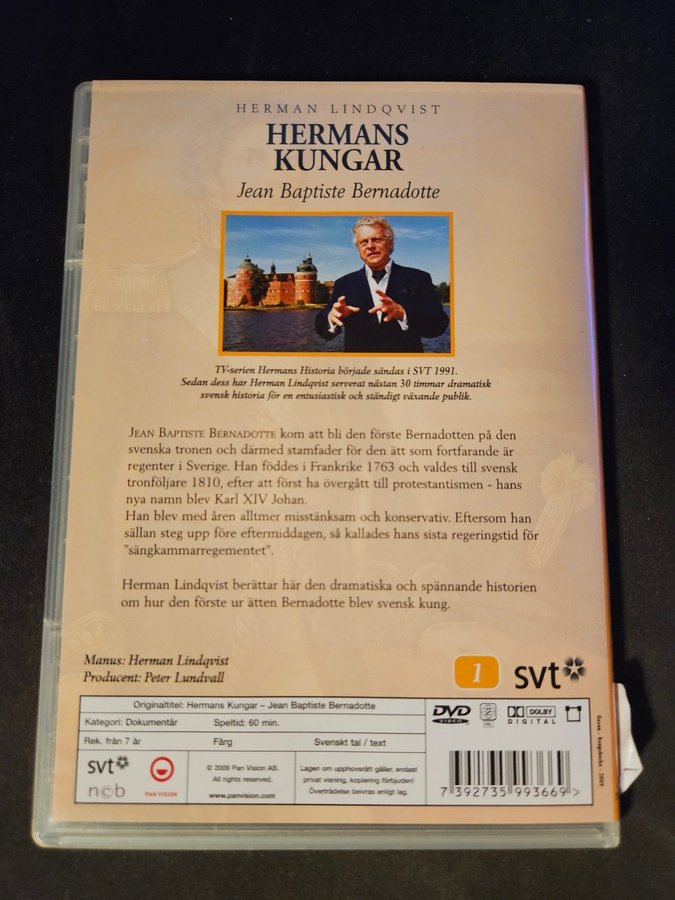 HERMAN LINDQVIST
HERMANS
KUNGAR
Jean Baptiste Bernadotte
TV-serien Hermans Historia började sändas i SVT 1991.
Sedan dess har Herman Lindqvist serverat nästan 30 timmar dramatisk
svensk historia för en entusiastisk och ständigt växande publik.
JEAN BAPTISTE BERNADOTTE kom att bli den förste Bernadotten på den
svenska tronen och därmed stamfader för den ätt som fortfarande är
regenter i Sverige. Han föddes i Frankrike 1763 och valdes till svensk
tronföljare 1810, efter att först ha övergått till protestantismen - hans
nya namn blev Karl XIV Johan.
Han blev med åren alltmer misstänksam och konservativ. Eftersom han
sällan steg upp före eftermiddagen, så kallades hans sista regeringstid för
"sängkammarregementet".
Herman Lindqvist berättar här den dramatiska och spännande historien
om hur den förste ur ätten Bernadotte blev svensk kung.
Manus: Herman Lindqvist
Producent: Peter Lundvall
1 svt
Originaltitel: Hermans Kungar – Jean Baptiste Bernadotte
Kategori: Dokumentär Speltid: 60 min.
Rek. från 7 år Färg Svenskt tal / text
svt
ncb
PAN VISION
© 2009 Pan Vision AB.
All rights reserved.
www.panvision.com
Lagen om upphovsrätt gäller, endast
privat visning, kopiering förbjuden!
Överträdelse beivras enligt lag.
DVD
VIDEO
2
DOLBY
DIGITAL
7 392735 993669 >